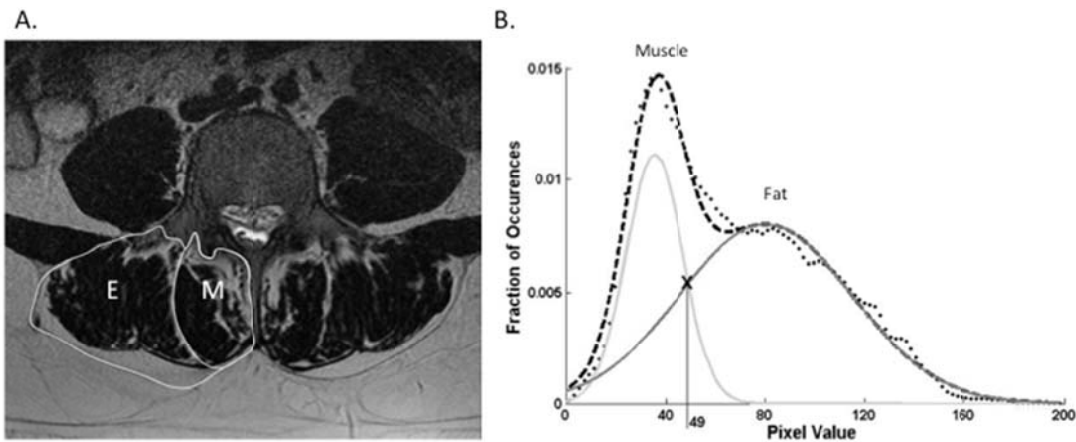 A.
E
M
B.
Muscle
Fat
Fraction of Occurences
0.015
0.01
0.005
0
0
40
49
80
120
160
200
X
Pixel Value